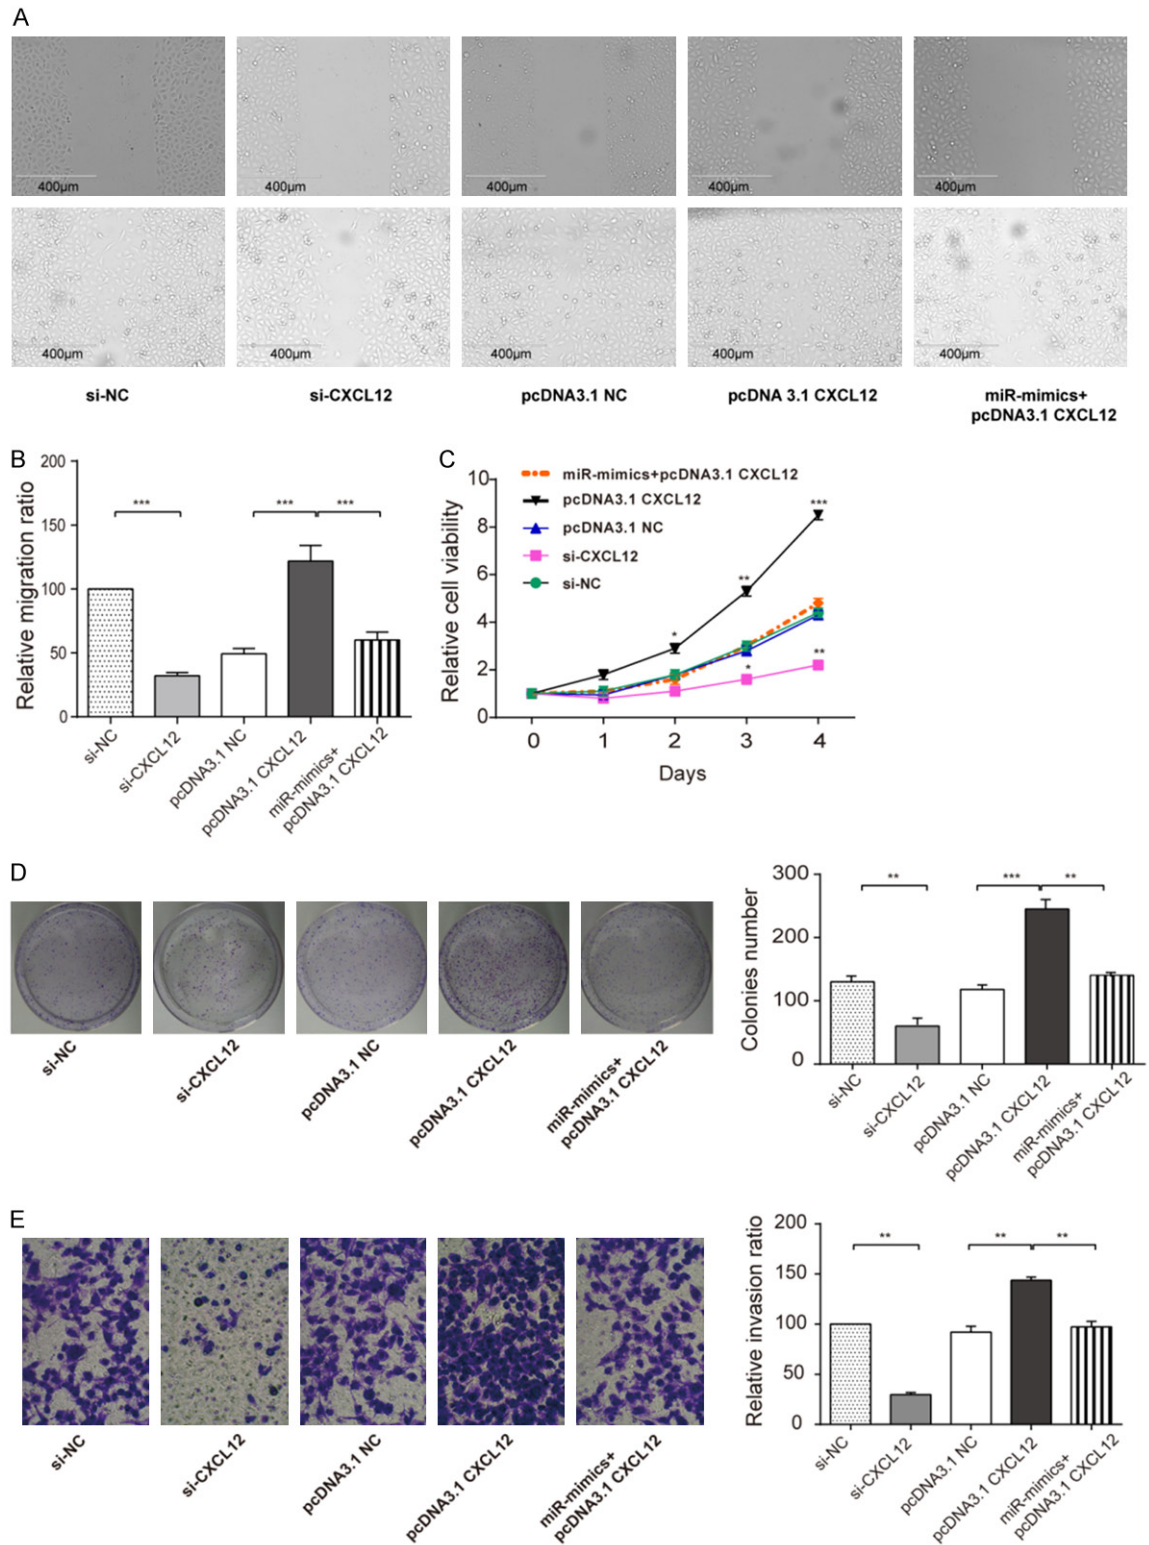 A
400μm 400μm 400μm 400μm 400μm
400μm 400μm 400μm 400μm 400μm
si-NC si-CXCL12 pcDNA3.1 NC pcDNA 3.1 CXCL12 miR-mimics+
pcDNA3.1 CXCL12
B
Relative migration ratio
200
150
100
50
0
*** *** ***
si-NC
si-CXCL12
pcDNA3.1 NC
pcDNA3.1 CXCL12
miR-mimics+
pcDNA3.1 CXCL12
C
Relative cell viability
10
8
6
4
2
0
miR-mimics+pcDNA3.1 CXCL12
pcDNA3.1 CXCL12
pcDNA3.1 NC
si-CXCL12
si-NC
***
**
*
**
*
0 1 2 3 4
Days
D
si-NC
si-CXCL12
pcDNA3.1 NC
pcDNA3.1 CXCL12
miR-mimics+
pcDNA3.1 CXCL12
Colonies number
300
200
100
0
** *** **
si-NC
si-CXCL12
pcDNA3.1 NC
pcDNA3.1 CXCL12
miR-mimics+
pcDNA3.1 CXCL12
E
si-NC
si-CXCL12
pcDNA3.1 NC
pcDNA3.1 CXCL12
miR-mimics+
pcDNA3.1 CXCL12
Relative invasion ratio
200
150
100
50
0
** ** **
si-NC
si-CXCL12
pcDNA3.1 NC
pcDNA3.1 CXCL12
miR-mimics+
pcDNA3.1 CXCL12